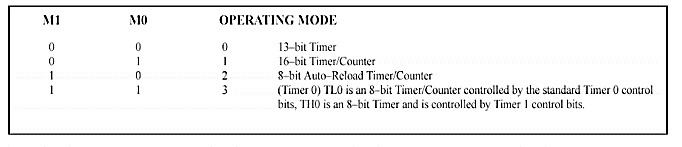 M1 M0 OPERATING MODE
0 0 0 13–bit Timer
0 1 1 16–bit Timer/Counter
1 0 2 8–bit Auto–Reload Timer/Counter
1 1 3 (Timer 0) TL0 is an 8–bit Timer/Counter controlled by the standard Timer 0 control
bits, TH0 is an 8–bit Timer and is controlled by Timer 1 control bits.